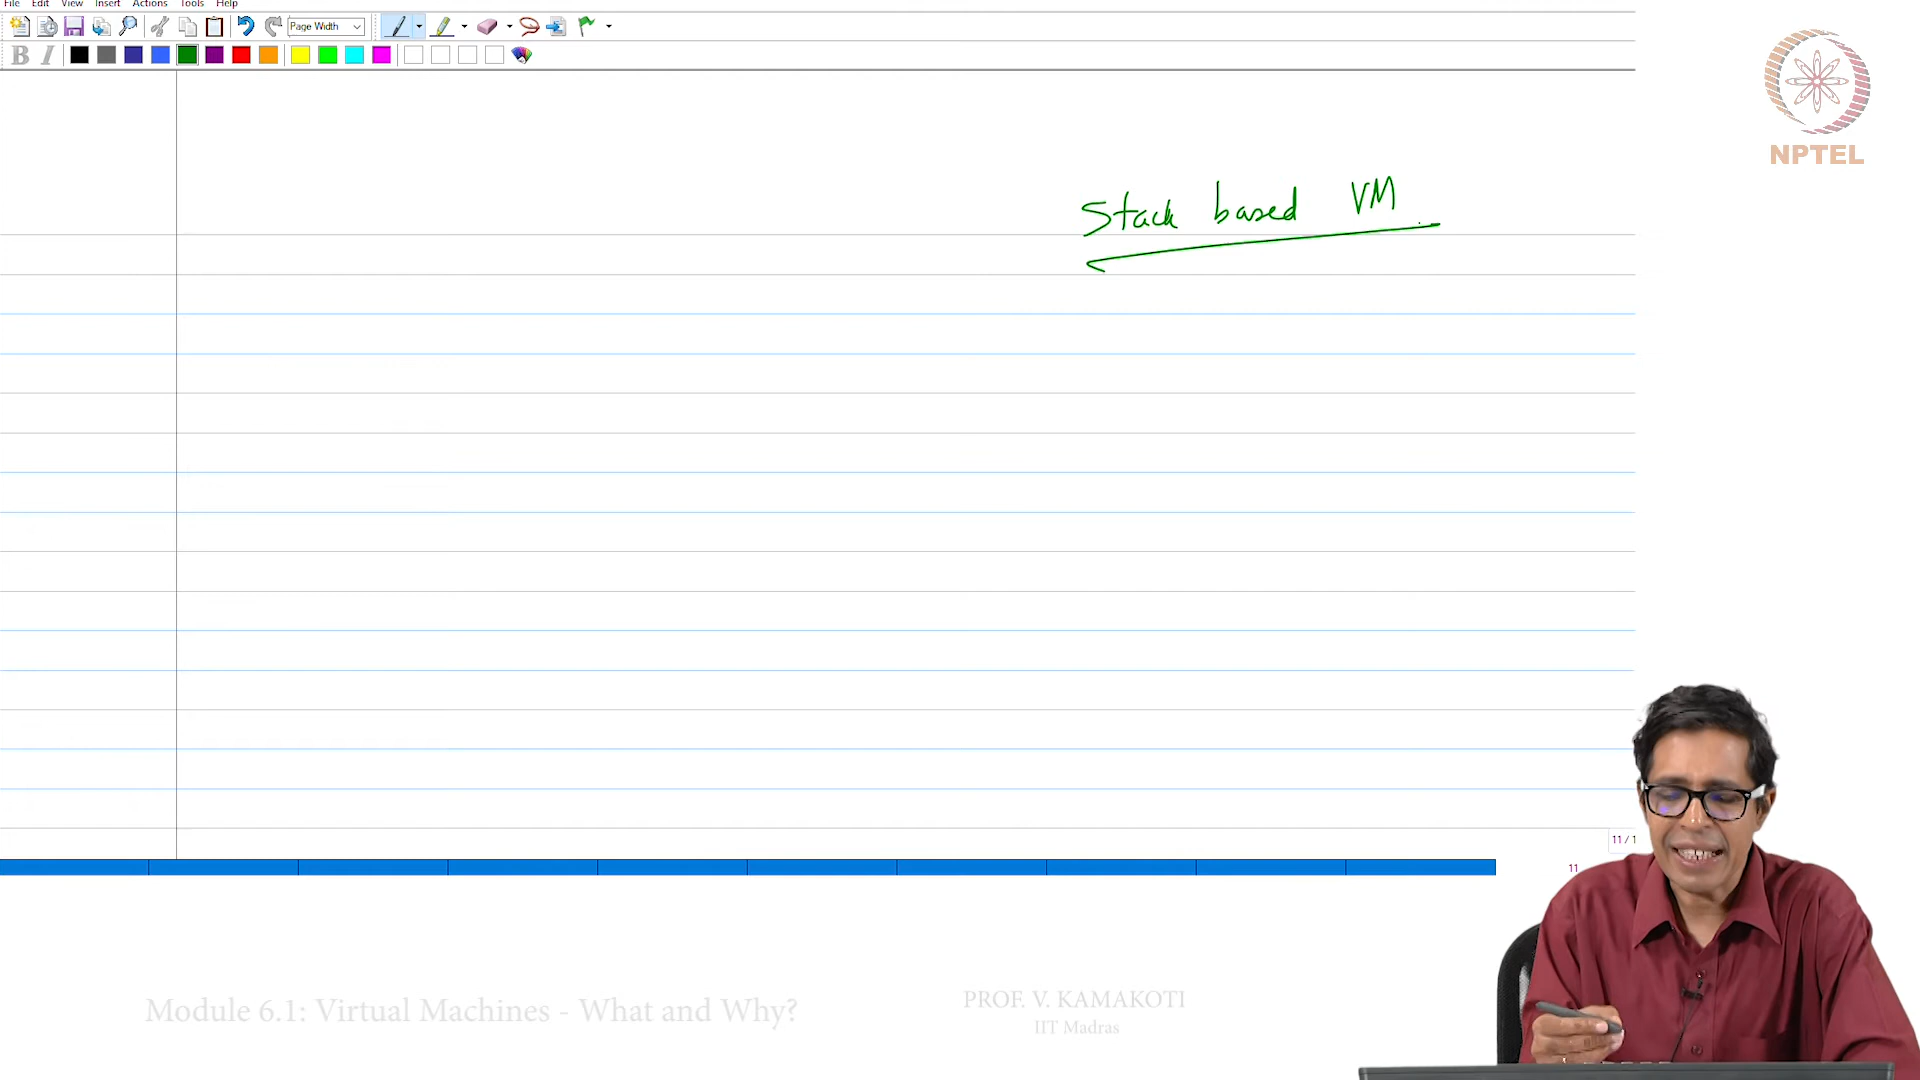 File Edit View Insert Actions Tools Help
Page Width
B I
NPTEL
Stack based VM
11 / 1
11
Module 6.1: Virtual Machines - What and Why?
PROF. V. KAMAKOTI
IIT Madras